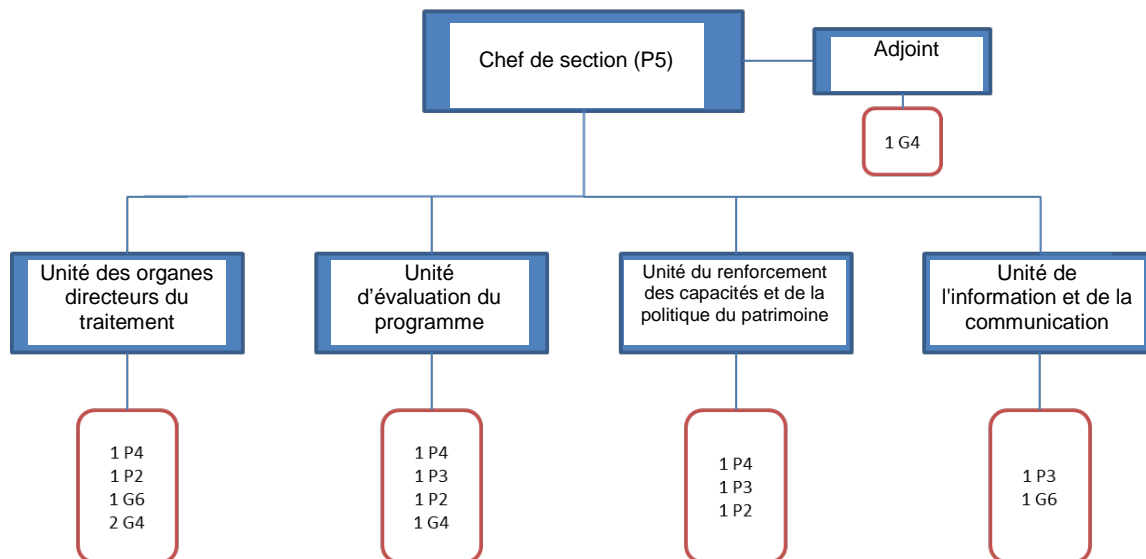 Chef de section (P5)
Adjoint
1 G4
Unité des organes
directeurs du
traitement
Unité
d’évaluation du
programme
Unité du renforcement
des capacités et de la
politique du patrimoine
Unité de
l'information et de la
communication
1 P4
1 P2
1 G6
2 G4
1 P4
1 P3
1 P2
1 G4
1 P4
1 P3
1 P2
1 P3
1 G6